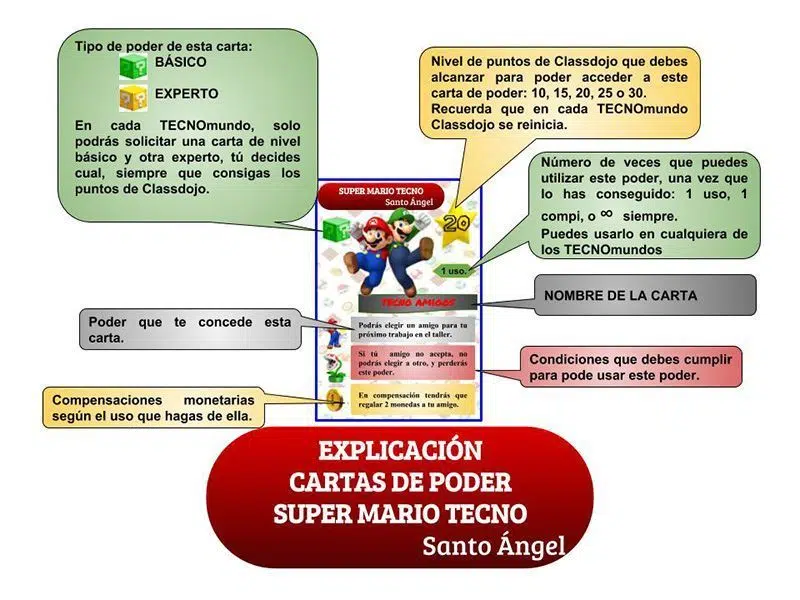 Tipo de poder de esta carta:
BÁSICO
EXPERTO
En cada TECNOmundo, solo
podrás solicitar una carta de nivel
básico y otra experto, tú decides
cual, siempre que consigas los
puntos de Classdojo.
Nivel de puntos de Classdojo que debes
alcanzar para poder acceder a este
carta de poder: 10, 15, 20, 25 o 30.
Recuerda que en cada TECNOmundo
Classdojo se reinicia.
Número de veces que puedes
utilizar este poder, una vez que
lo has conseguido: 1 uso, 1
compi, o ∞ siempre.
Puedes usarlo en cualquiera de
los TECNOmundos
SUPER MARIO TECNO
Santo Ángel
20
1 uso.
TECNO AMIGOS
Podrás elegir un amigo para tu
próximo trabajo en el taller.
Si tú amigo no acepta, no
podrás elegir a otro, y perderás
este poder.
En compensación tendrás que
regalar 2 monedas a tu amigo.
NOMBRE DE LA CARTA
Poder que te concede esta
carta.
Condiciones que debes cumplir
para pode usar este poder.
Compensaciones monetarias
según el uso que hagas de ella.
EXPLICACIÓN
CARTAS DE PODER
SUPER MARIO TECNO
Santo Ángel